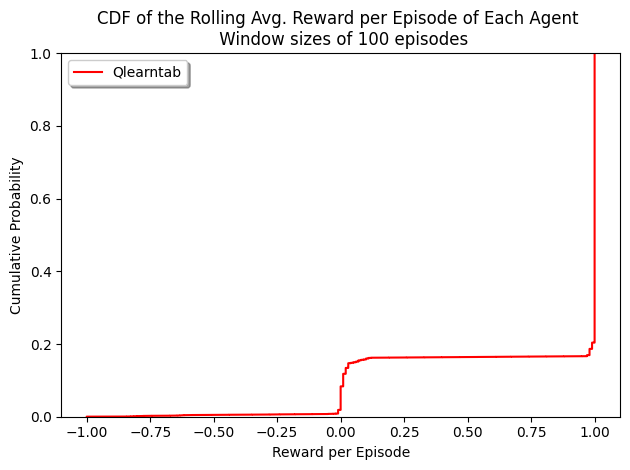 CDF of the Rolling Avg. Reward per Episode of Each Agent
Window sizes of 100 episodes
Qlearntab
Cumulative Probability
1.0
0.8
0.6
0.4
0.2
0.0
−1.00 −0.75 −0.50 −0.25 0.00 0.25 0.50 0.75 1.00
Reward per Episode